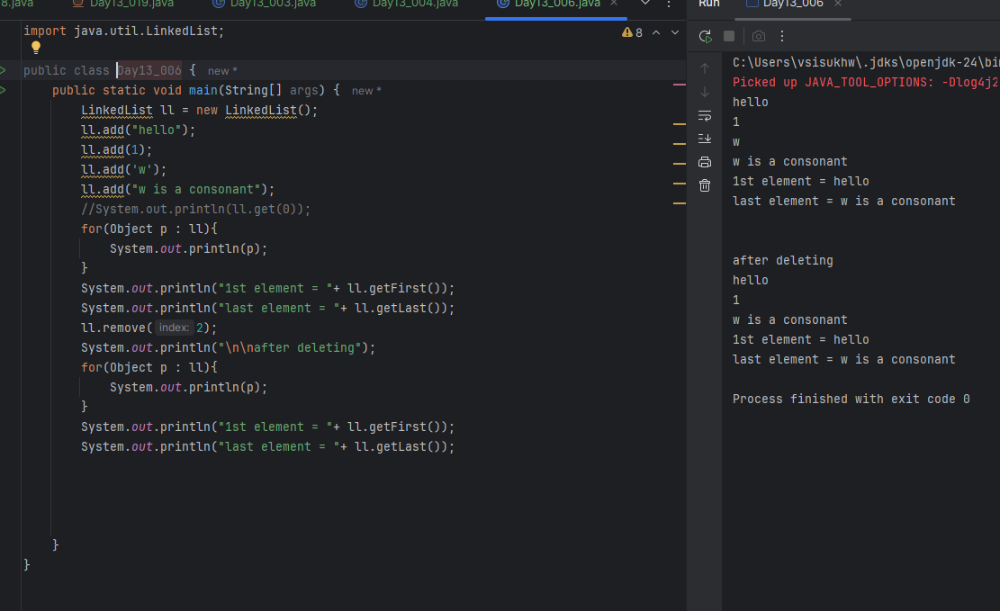 8.java Day13_019.java Day13_003.java Day13_004.java Day13_006.java
import java.util.LinkedList;
8
public class Day13_006 { new *
public static void main(String[] args) { new *
LinkedList ll = new LinkedList();
ll.add("hello");
ll.add(1);
ll.add('w');
ll.add("w is a consonant");
//System.out.println(ll.get(0));
for(Object p : ll){
System.out.println(p);
}
System.out.println("1st element = "+ ll.getFirst());
System.out.println("last element = "+ ll.getLast());
ll.remove( index: 2);
System.out.println("\n\nafter deleting");
for(Object p : ll){
System.out.println(p);
}
System.out.println("1st element = "+ ll.getFirst());
System.out.println("last element = "+ ll.getLast());
}
}
Run Day13_006
C:\Users\vsisukhw\.jdks\openjdk-24\bin
Picked up JAVA_TOOL_OPTIONS: -Dlog4j2
hello
1
w
w is a consonant
1st element = hello
last element = w is a consonant
after deleting
hello
1
w is a consonant
1st element = hello
last element = w is a consonant
Process finished with exit code 0